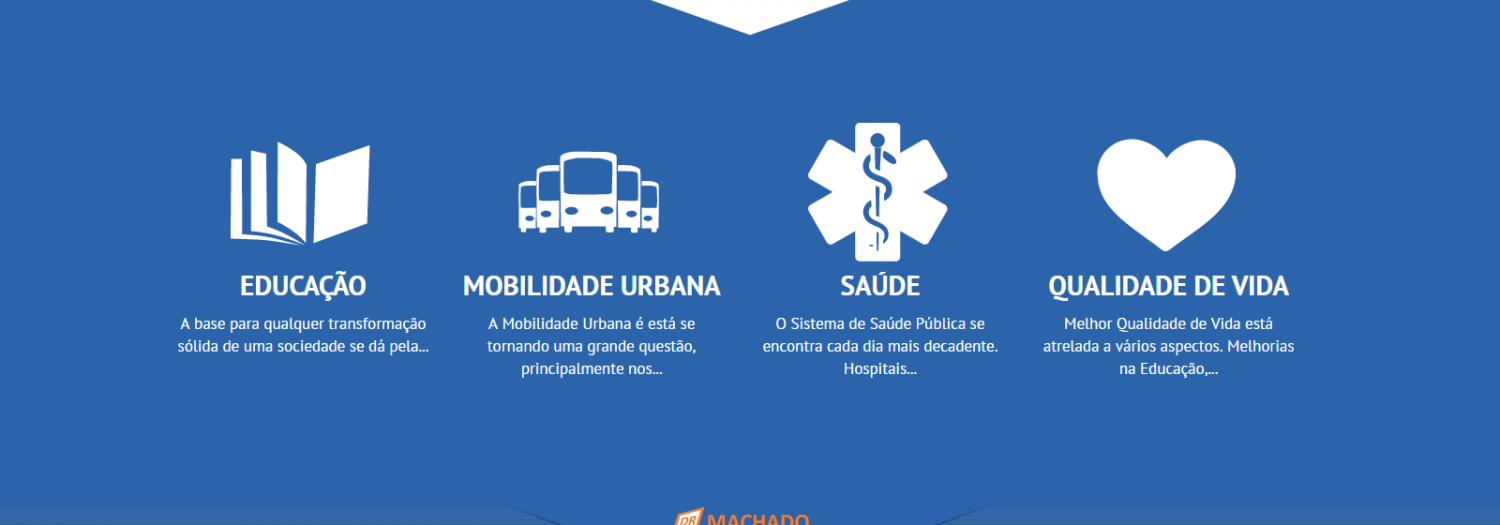 EDUCAÇÃO
A base para qualquer transformação
sólida de uma sociedade se dá pela...
MOBILIDADE URBANA
A Mobilidade Urbana é está se
tornando uma grande questão,
principalmente nos...
SAÚDE
O Sistema de Saúde Pública se
encontra cada dia mais decadente.
Hospitais...
QUALIDADE DE VIDA
Melhor Qualidade de Vida está
atrelada a vários aspectos. Melhorias
na Educação,...
DR MACHADO